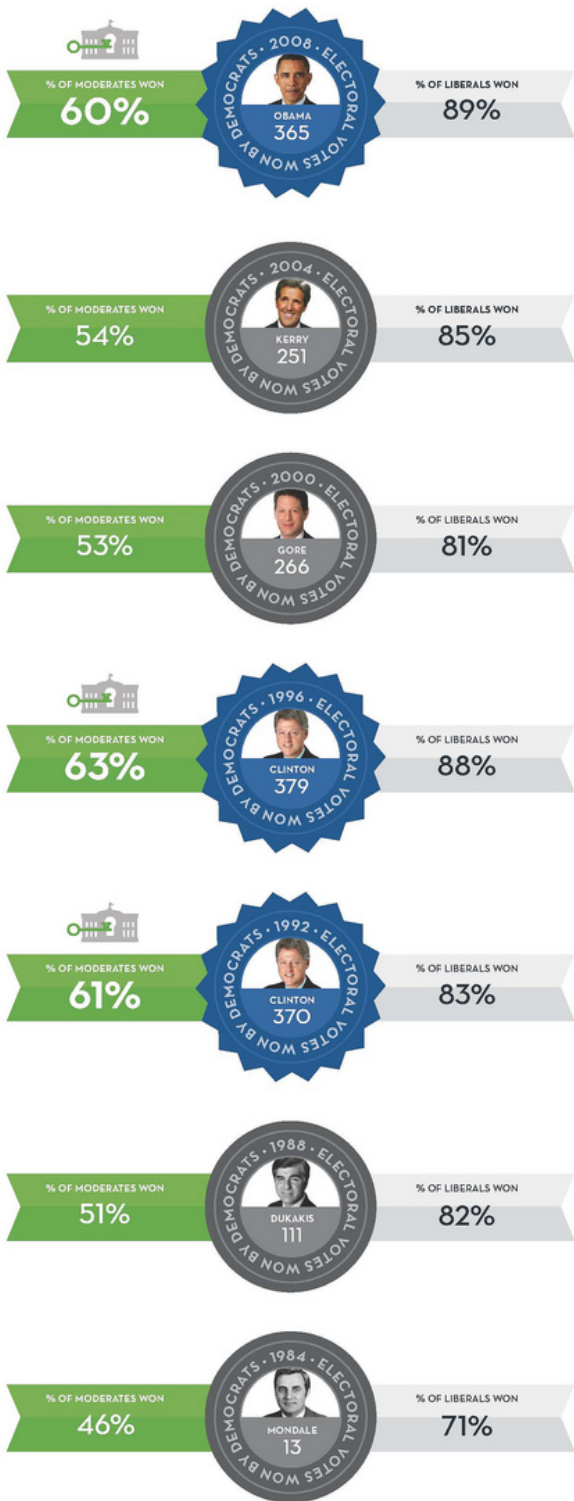 % OF MODERATES WON
60%
2008 • ELECTORAL VOTES WON BY DEMOCRATS •
OBAMA
365
% OF LIBERALS WON
89%
% OF MODERATES WON
54%
2004 • ELECTORAL VOTES WON BY DEMOCRATS •
KERRY
251
% OF LIBERALS WON
85%
% OF MODERATES WON
53%
2000 • ELECTORAL VOTES WON BY DEMOCRATS •
GORE
266
% OF LIBERALS WON
81%
% OF MODERATES WON
63%
1996 • ELECTORAL VOTES WON BY DEMOCRATS •
CLINTON
379
% OF LIBERALS WON
88%
% OF MODERATES WON
61%
1992 • ELECTORAL VOTES WON BY DEMOCRATS •
CLINTON
370
% OF LIBERALS WON
83%
% OF MODERATES WON
51%
1988 • ELECTORAL VOTES WON BY DEMOCRATS •
DUKAKIS
111
% OF LIBERALS WON
82%
% OF MODERATES WON
46%
1984 • ELECTORAL VOTES WON BY DEMOCRATS •
MONDALE
13
% OF LIBERALS WON
71%